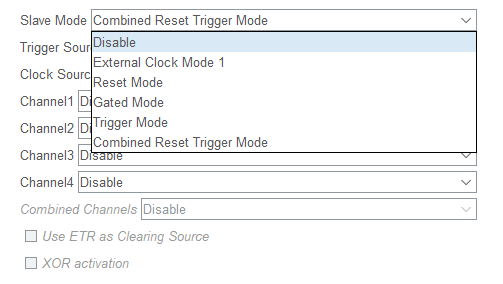 Slave Mode Combined Reset Trigger Mode
Disable
Trigger Sour
External Clock Mode 1
Clock Sourc
Reset Mode
Gated Mode
Channel1 Di
Trigger Mode
Channel2 Di
Combined Reset Trigger Mode
Channel3 Disable
Channel4 Disable
Combined Channels Disable
Use ETR as Clearing Source
XOR activation